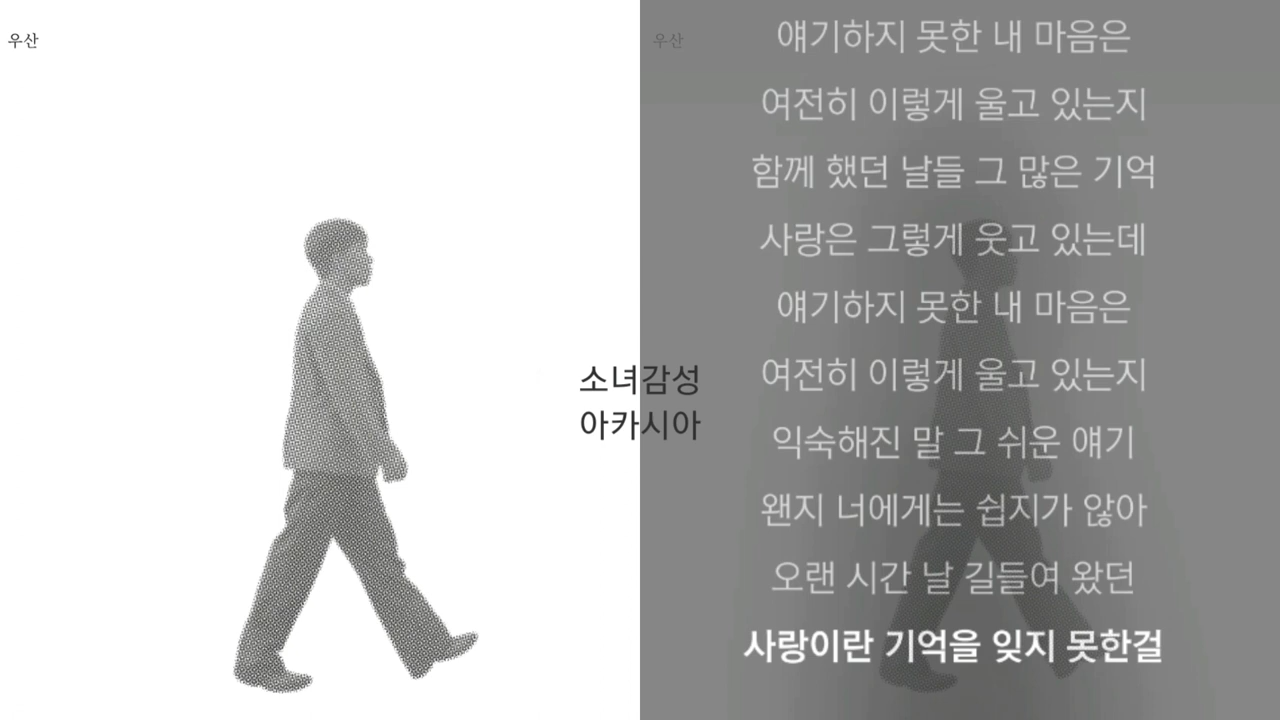 우산
소녀감성
아카시아
우산
얘기하지 못한 내 마음은
여전히 이렇게 울고 있는지
함께 했던 날들 그 많은 기억
사랑은 그렇게 웃고 있는데
얘기하지 못한 내 마음은
여전히 이렇게 울고 있는지
익숙해진 말 그 쉬운 얘기
왠지 너에게는 쉽지가 않아
오랜 시간 날 길들여 왔던
사랑이란 기억을 잊지 못한걸